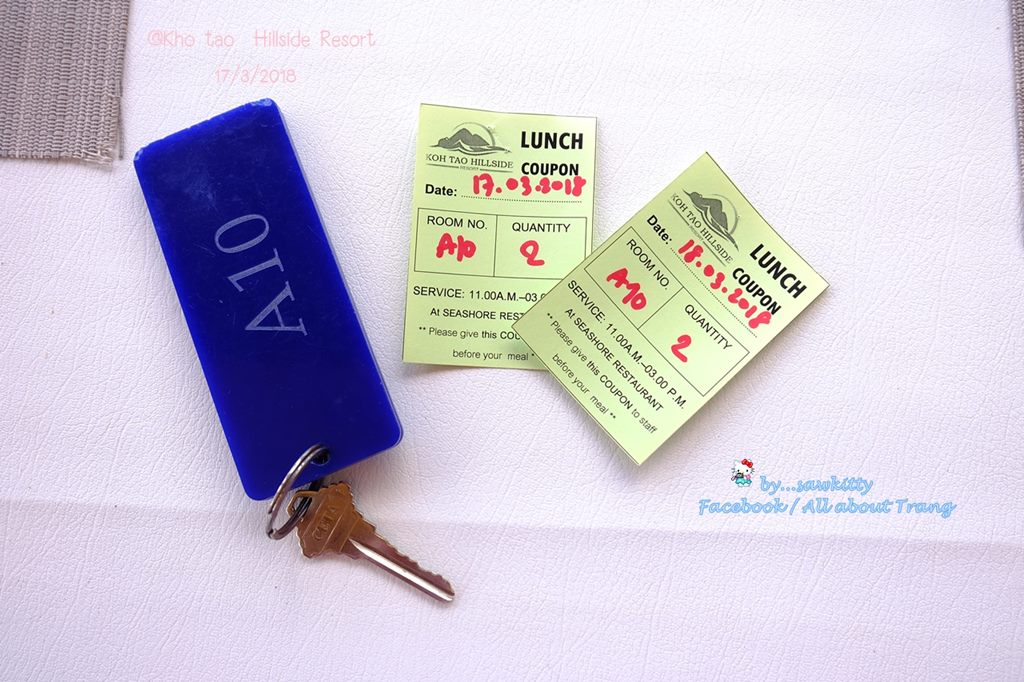 @Kho tao Hillside Resort
17/3/2018
A10
KOH TAO HILLSIDE
RESORT
LUNCH
COUPON
Date: 17.03.2018
ROOM NO.
A10
QUANTITY
2
SERVICE: 11.00A.M.–03.0
At SEASHORE REST
** Please give this COU
before your meal *
KOH TAO HILLSIDE
RESORT
LUNCH
COUPON
Date: 18.03.2018
ROOM NO.
A10
QUANTITY
2
SERVICE: 11.00A.M.–03.00 P.M.
At SEASHORE RESTAURANT
** Please give this COUPON to staff
before your meal **
by...sawkitty
Facebook / All about Trang